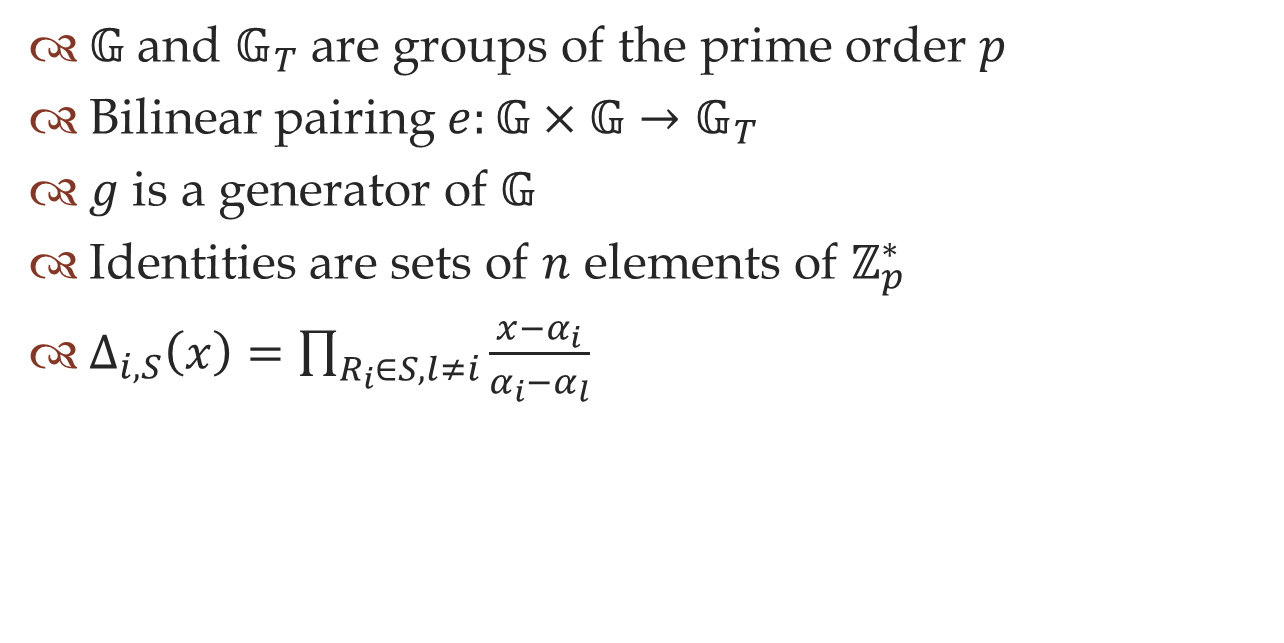 𝔾 and 𝔾_T are groups of the prime order p
Bilinear pairing e: 𝔾 × 𝔾 → 𝔾_T
g is a generator of 𝔾
Identities are sets of n elements of ℤ_p^*
Δ_{i,S}(x) = ∏_{R_i∈S,l≠i} \frac{x−α_i}{α_i−α_l}